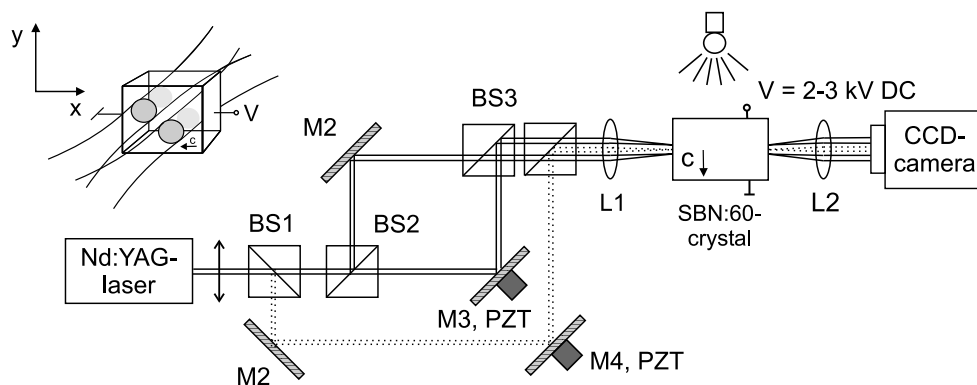 y
x
V
c
M2
BS3
V = 2-3 kV DC
CCD-
camera
c
L1
L2
SBN:60-
crystal
BS1
BS2
Nd:YAG-
laser
M3, PZT
M2
M4, PZT